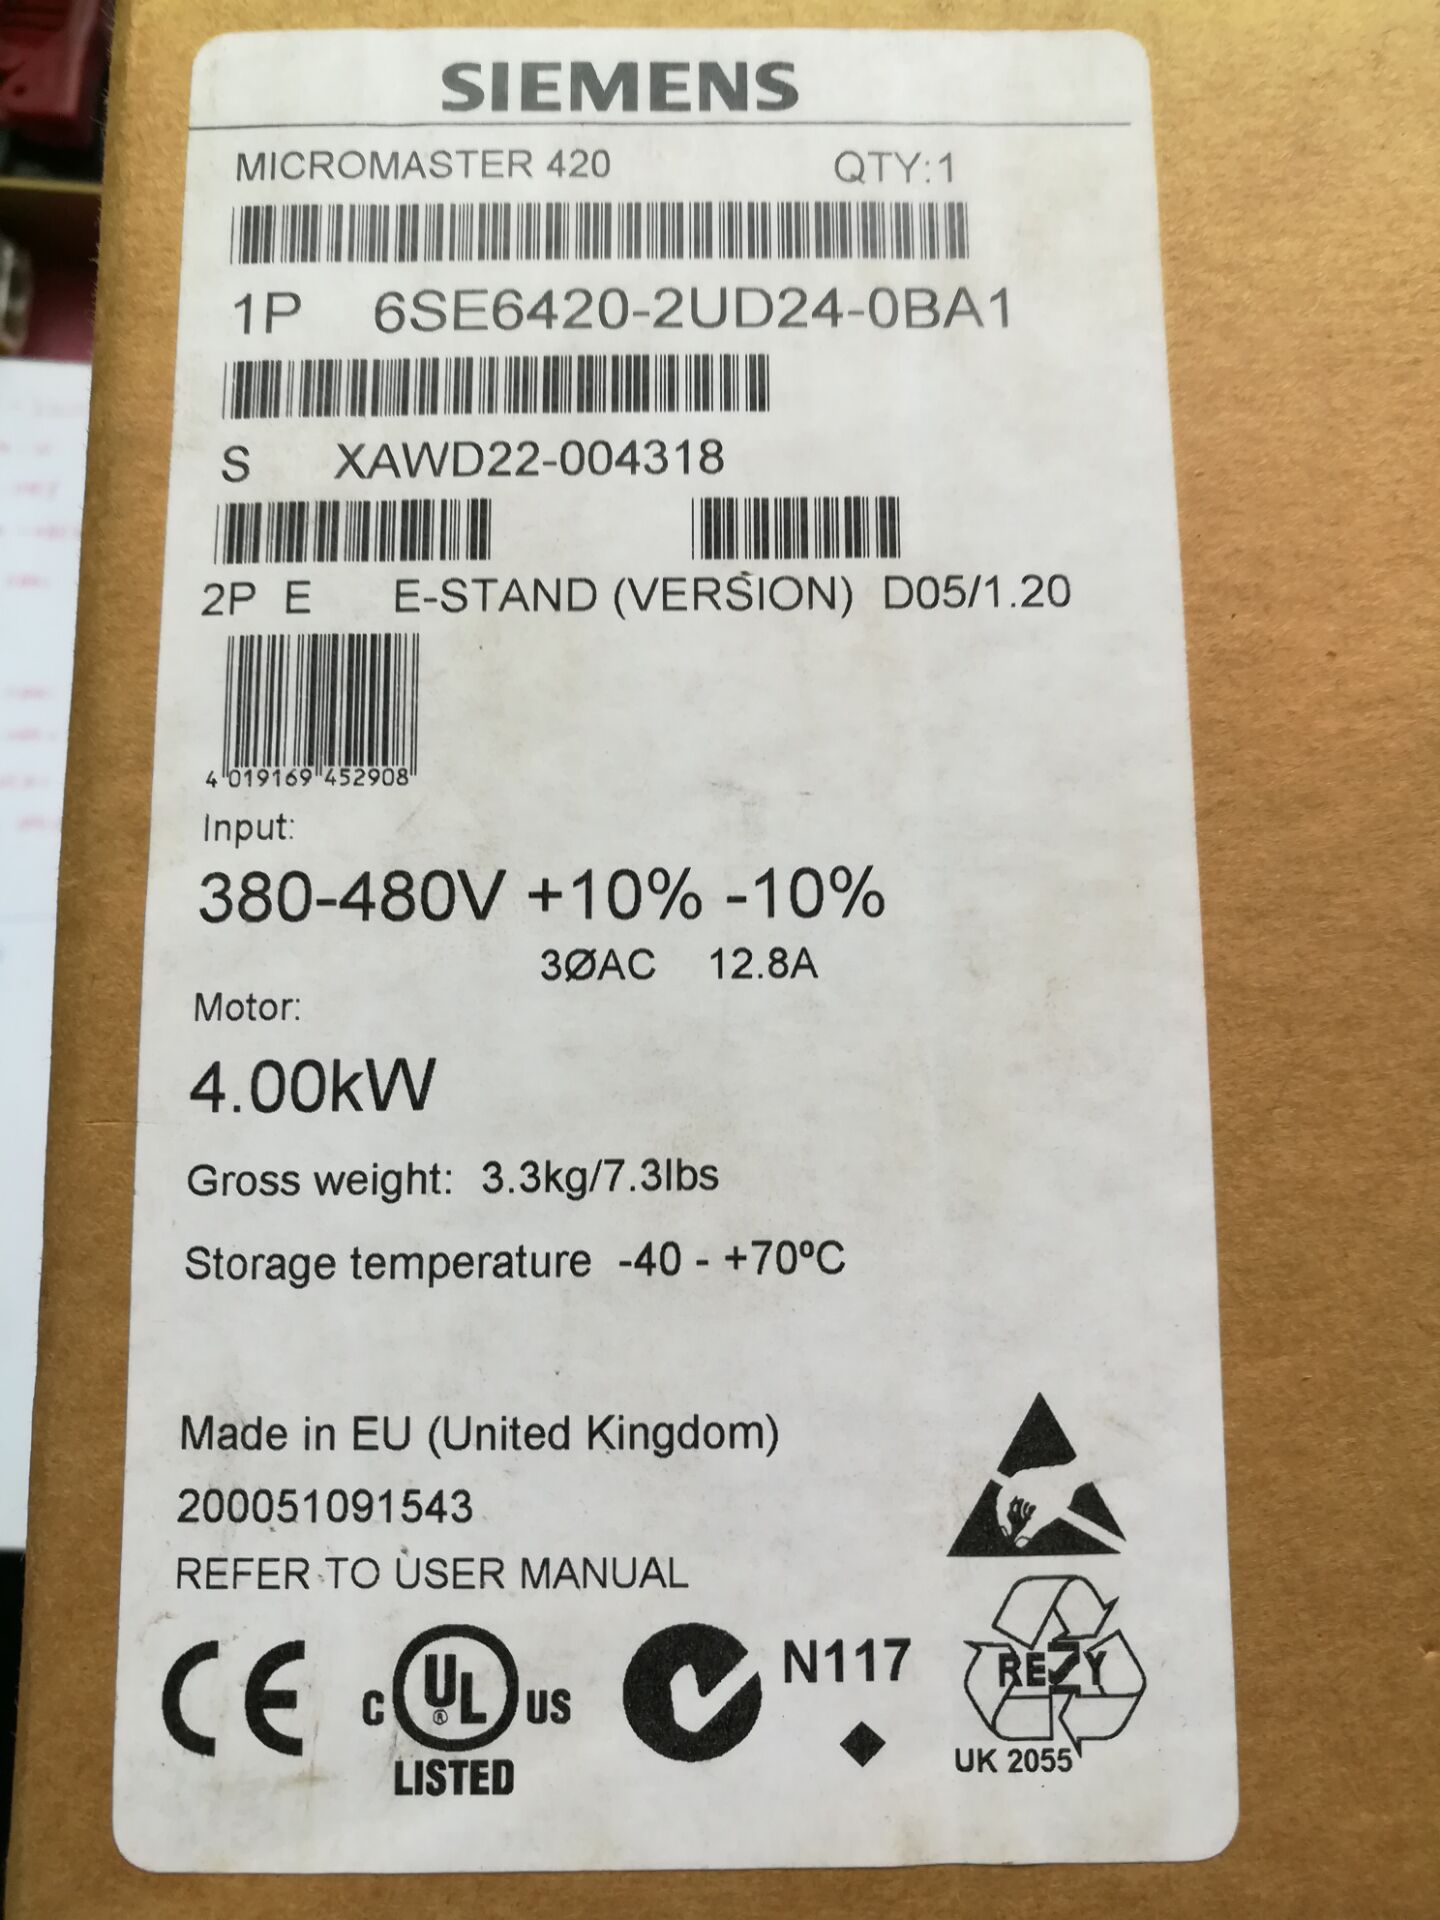 SIEMENS
MICROMASTER 420 QTY:1
1P 6SE6420-2UD24-0BA1
S XAWD22-004318
2P E E-STAND (VERSION) D05/1.20
4 019169 452908
Input:
380-480V +10% -10%
3ØAC 12.8A
Motor:
4.00kW
Gross weight: 3.3kg/7.3lbs
Storage temperature -40 - +70ºC
Made in EU (United Kingdom)
200051091543
REFER TO USER MANUAL
CE
C UL ® US
LISTED
N117
RESY
UK 2055